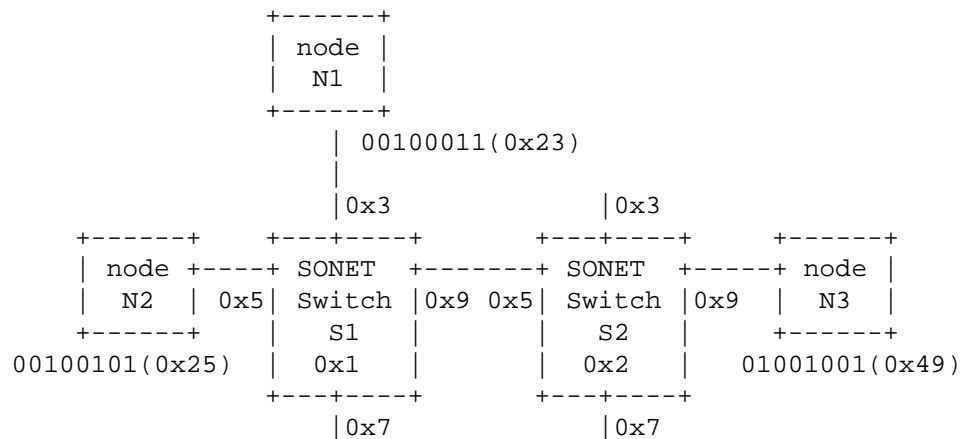 +------+
| node |
| N1 |
+------+
| 00100011(0x23)
|
|0x3 |0x3
+------+ +---+----+ +---+----+ +------+
| node +----+ SONET +-------+ SONET +-----+ node |
| N2 | 0x5| Switch |0x9 0x5| Switch |0x9 | N3 |
+------+ | S1 | | S2 | +------+
00100101(0x25) | 0x1 | | 0x2 | 01001001(0x49)
+---+----+ +---+----+
|0x7 |0x7